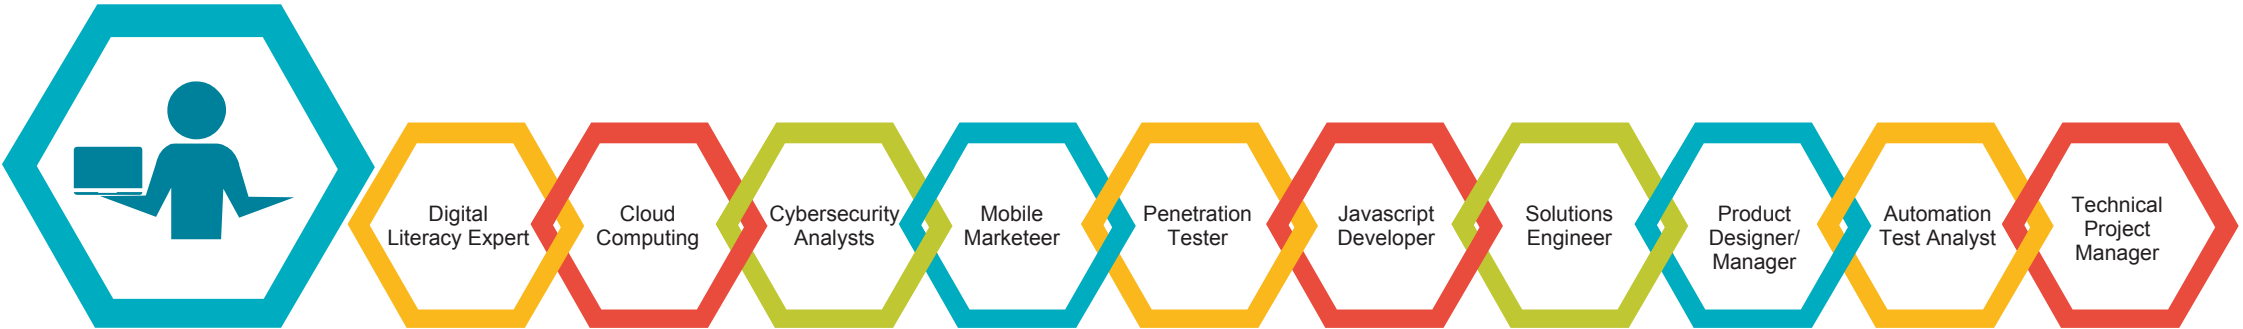 Digital
Literacy Expert
Cloud
Computing
Cybersecurity
Analysts
Mobile
Marketeer
Penetration
Tester
Javascript
Developer
Solutions
Engineer
Product
Designer/
Manager
Automation
Test Analyst
Technical
Project
Manager